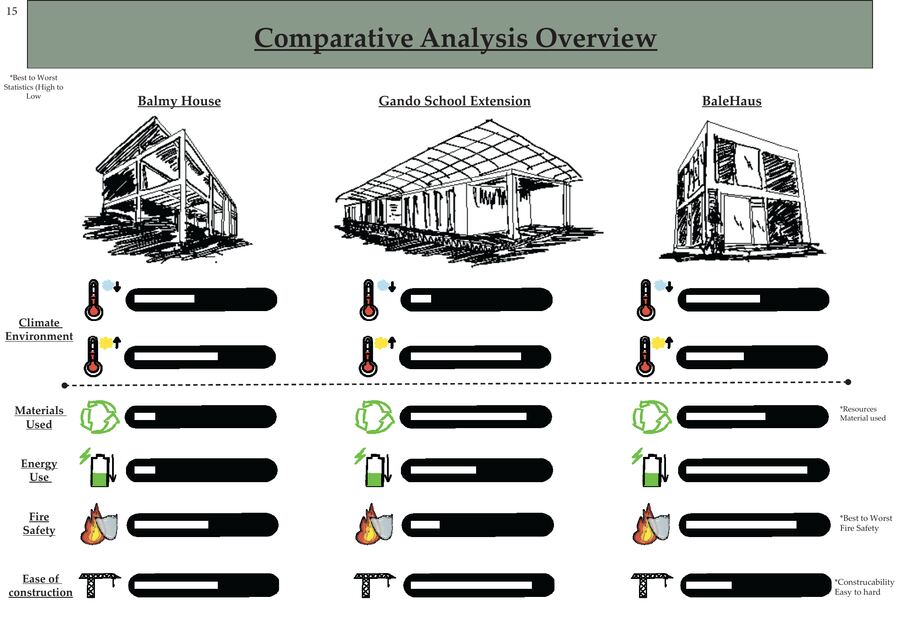 15
Comparative Analysis Overview
*Best to Worst
Statistics (High to
Low
Balmy House
Gando School Extension
BaleHaus
Climate
Environment
Materials
Used
*Resources
Material used
Energy
Use
Fire
Safety
*Best to Worst
Fire Safety
Ease of
construction
*Construcability
Easy to hard